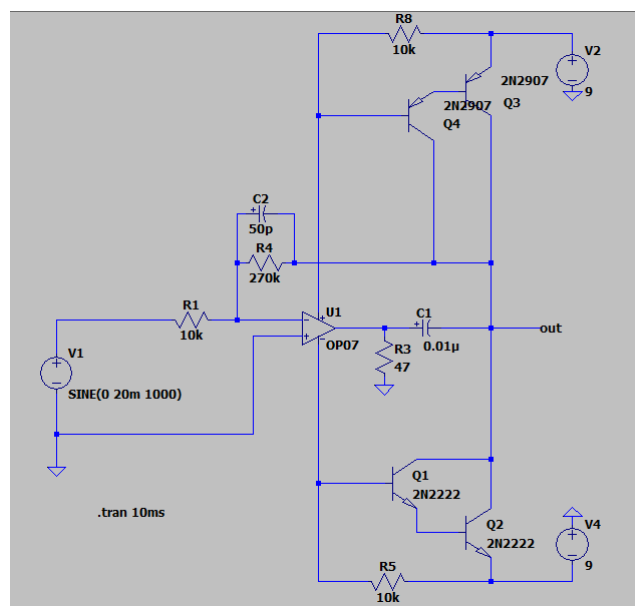 R8
10k
V2
9
2N2907
Q3
2N2907
Q4
C2
50p
R4
270k
R1
10k
U1
OP07
C1
0.01µ
out
R3
47
V1
SINE(0 20m 1000)
Q1
2N2222
Q2
2N2222
V4
9
.tran 10ms
R5
10k